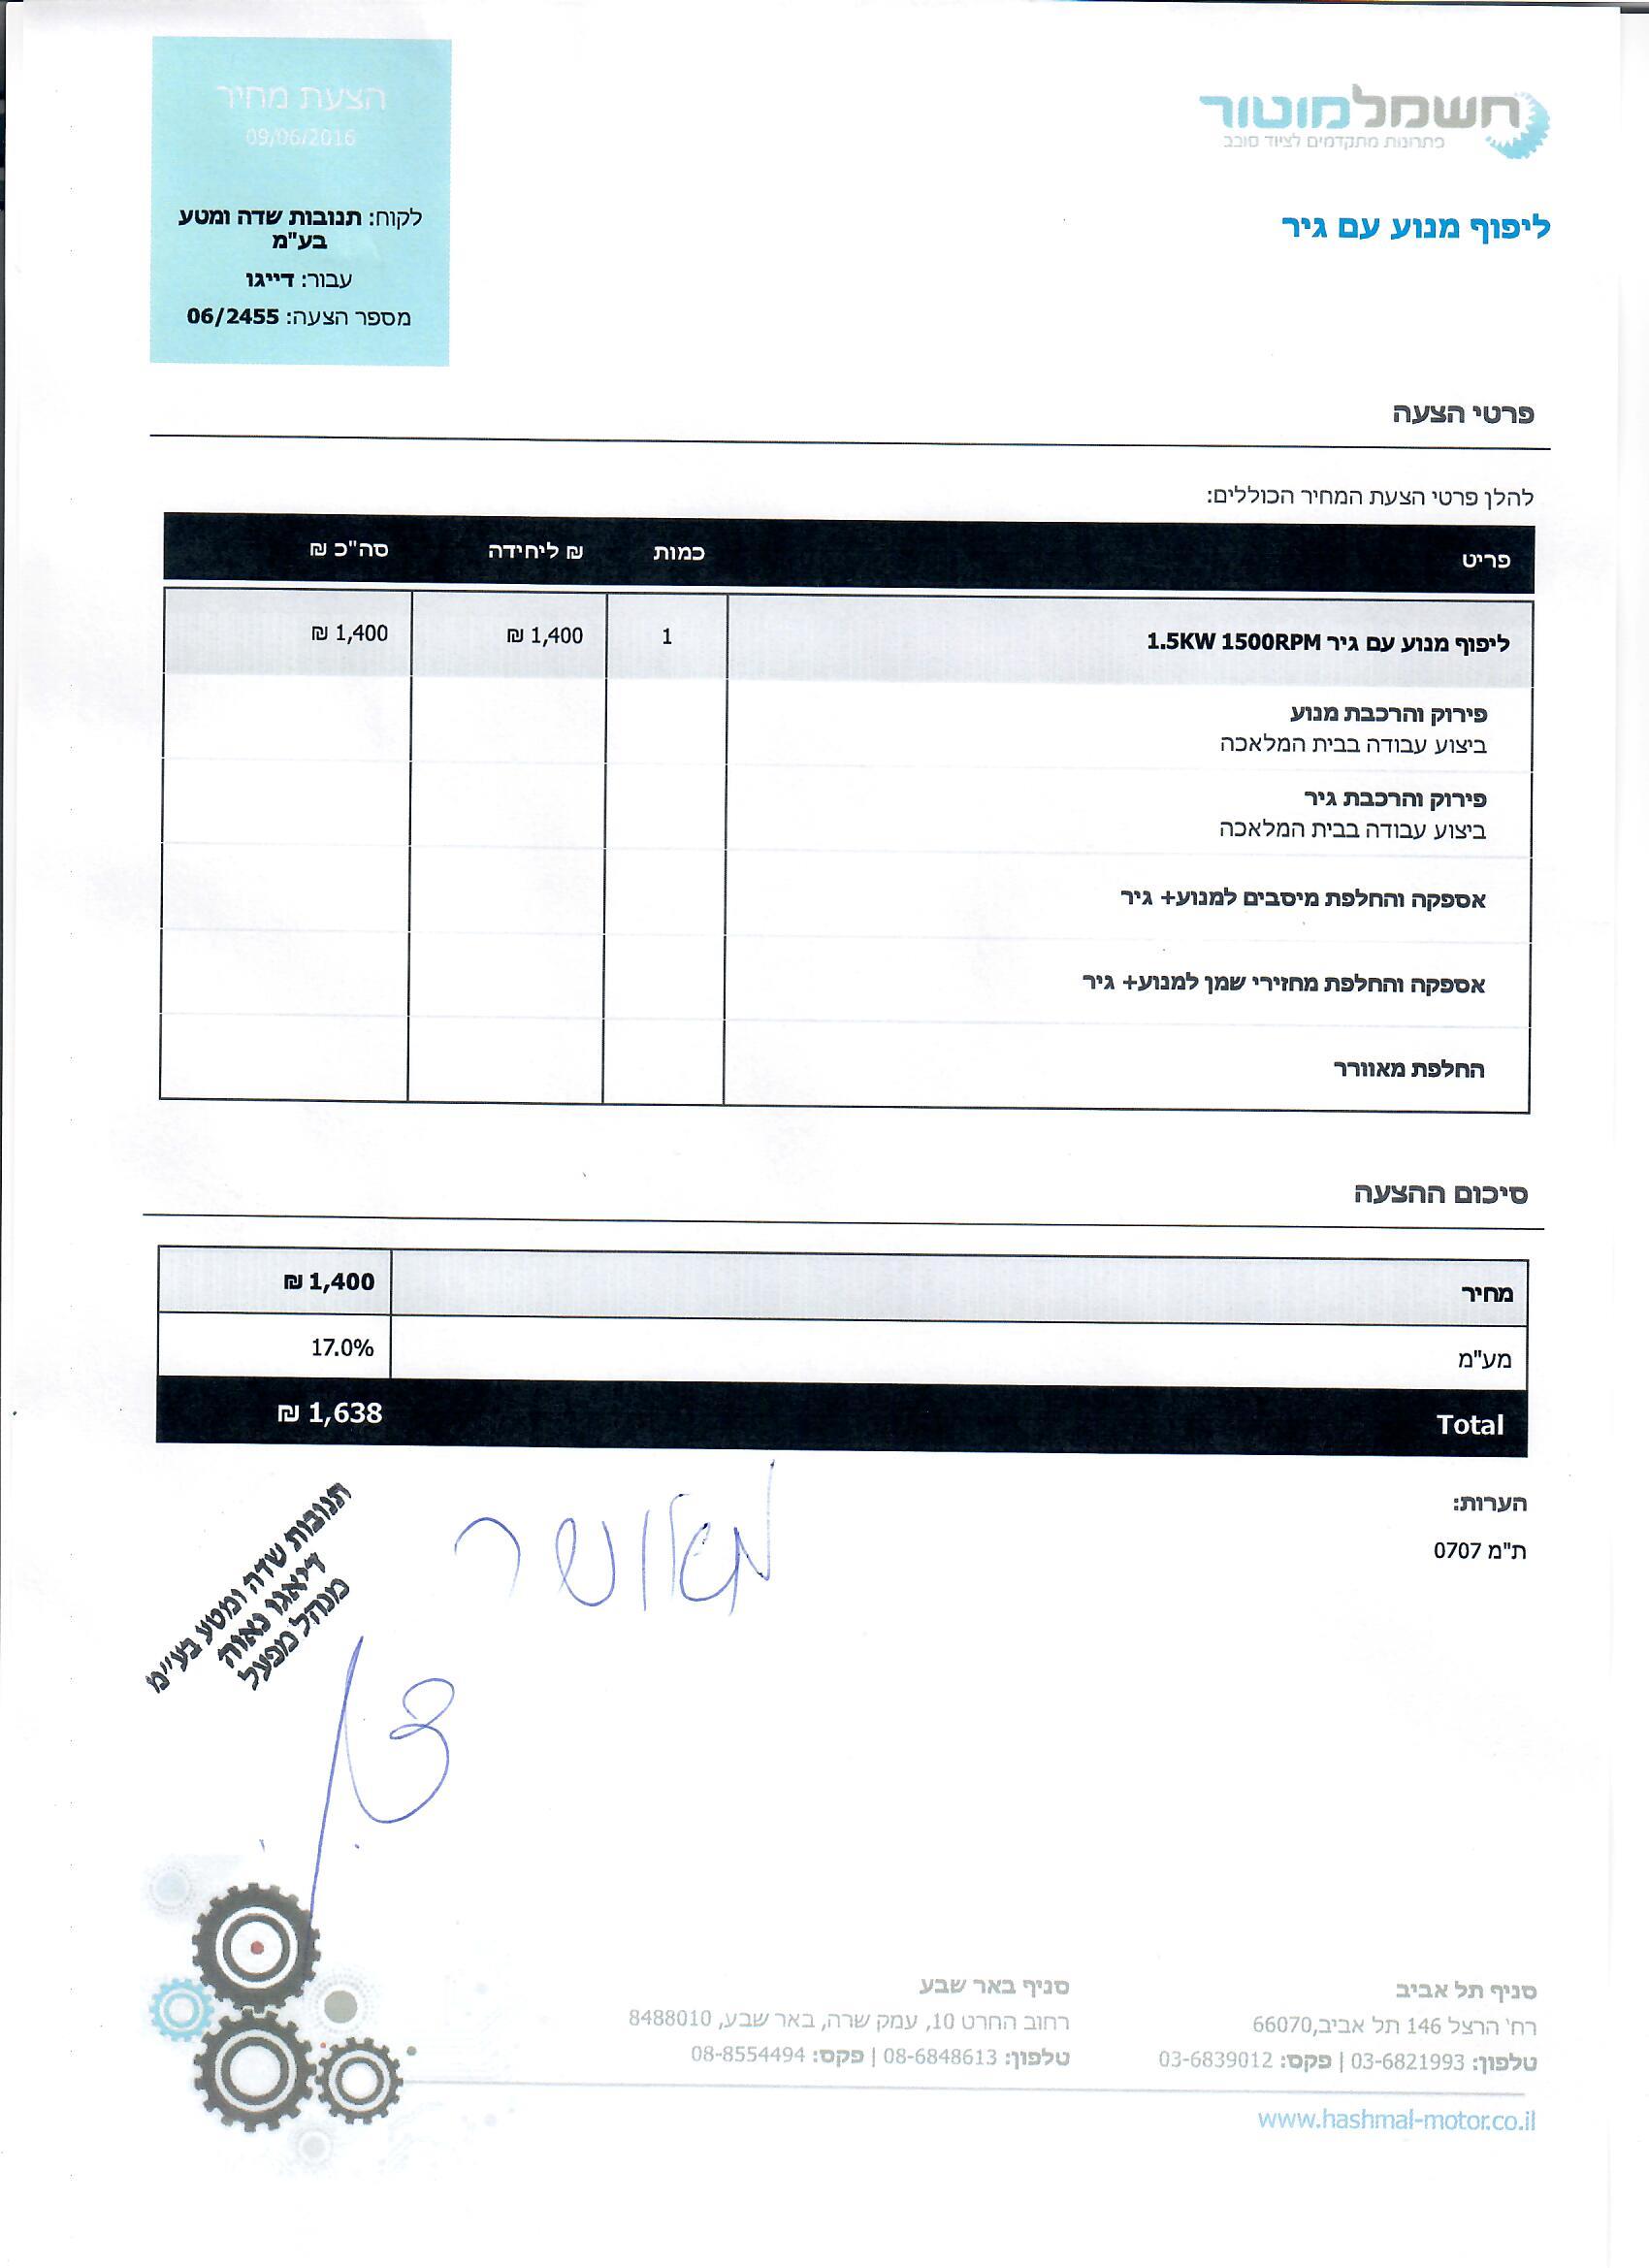 חשמלמוטור
פתרונות מתקדמים לציוד סובב
הצעת מחיר
09/06/2016
לקוח: תנובות שדה ומטע
בע"מ
עבור: דייגו
מספר הצעה: 06/2455
ליפוף מנוע עם גיר
פרטי הצעה
להלן פרטי הצעת המחיר הכוללים:
פריט כמות ₪ ליחידה סה"כ ₪
ליפוף מנוע עם גיר 1.5KW 1500RPM 1 1,400 ₪ 1,400 ₪
פירוק והרכבת מנוע
ביצוע עבודה בבית המלאכה
פירוק והרכבת גיר
ביצוע עבודה בבית המלאכה
אספקה והחלפת מיסבים למנוע+ גיר
אספקה והחלפת מחזירי שמן למנוע+ גיר
החלפת מאוורר
סיכום ההצעה
מחיר 1,400 ₪
מע"מ 17.0%
Total 1,638 ₪
הערות:
ת"מ 0707
מאושר
תנובות שדה ומטע בע"מ
דיאגו נאוה
מנהל מפעל
סניף תל אביב
רח' הרצל 146 תל אביב,66070
טלפון: 03-6821993 | פקס: 03-6839012
סניף באר שבע
רחוב החרט 10, עמק שרה, באר שבע, 8488010
טלפון: 08-6848613 | פקס: 08-8554494
www.hashmal-motor.co.il